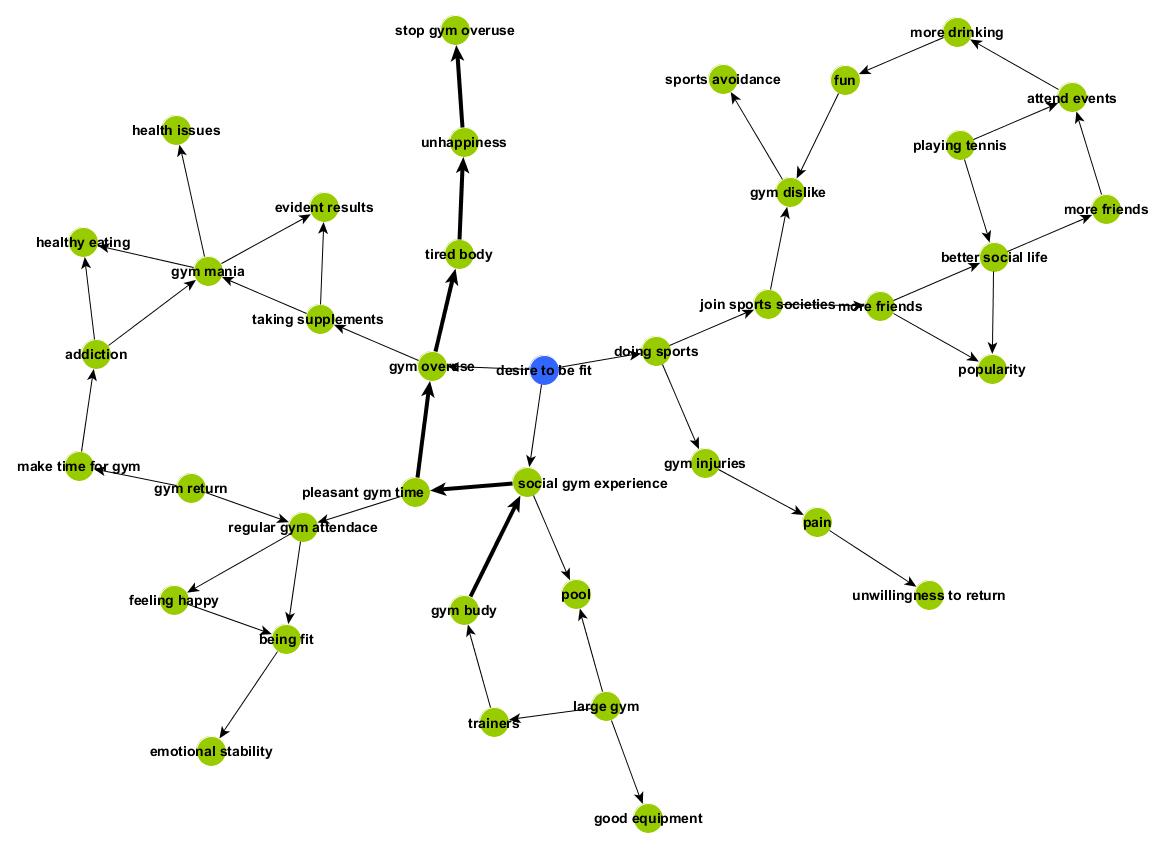 stop gym overuse
more drinking
sports avoidance
fun
attend events
health issues
unhappiness
playing tennis
gym dislike
evident results
more friends
healthy eating
tired body
better social life
gym mania
join sports societies
more friends
taking supplements
doing sports
addiction
gym overuse
desire to be fit
popularity
make time for gym
gym injuries
gym return
pleasant gym time
social gym experience
regular gym attendace
pain
feeling happy
gym budy
pool
unwillingness to return
being fit
large gym
trainers
emotional stability
good equipment